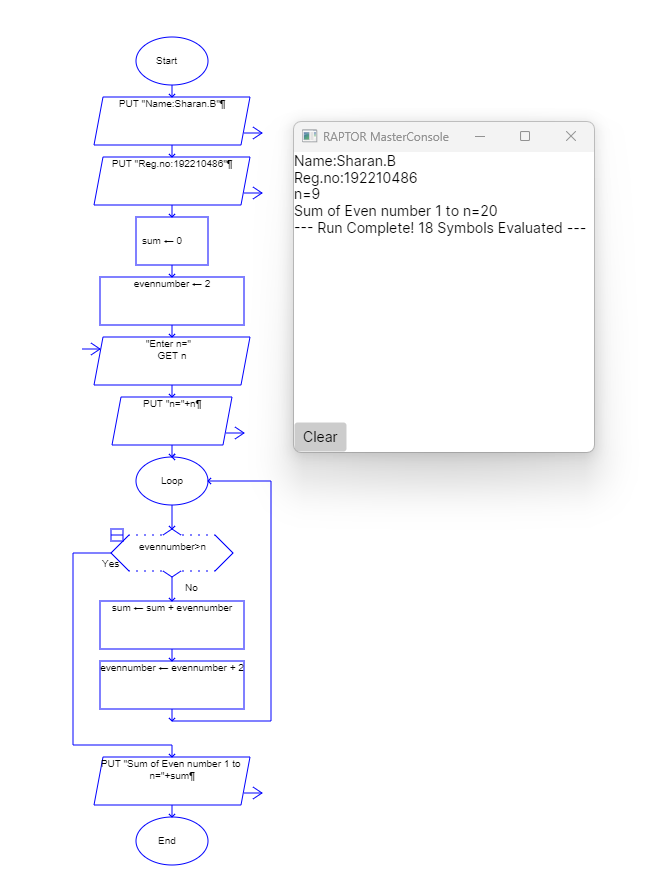 Start
PUT "Name:Sharan.B"¶
PUT "Reg.no:192210486"¶
sum ← 0
evennumber ← 2
"Enter n="
GET n
PUT "n="+n¶
Loop
evennumber>n
Yes
No
sum ← sum + evennumber
evennumber ← evennumber + 2
PUT "Sum of Even number 1 to
n="+sum¶
End
RAPTOR MasterConsole
Name:Sharan.B
Reg.no:192210486
n=9
Sum of Even number 1 to n=20
--- Run Complete! 18 Symbols Evaluated ---
Clear